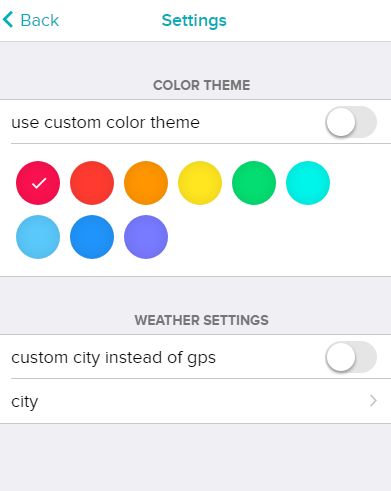 Back
Settings
COLOR THEME
use custom color theme
WEATHER SETTINGS
custom city instead of gps
city